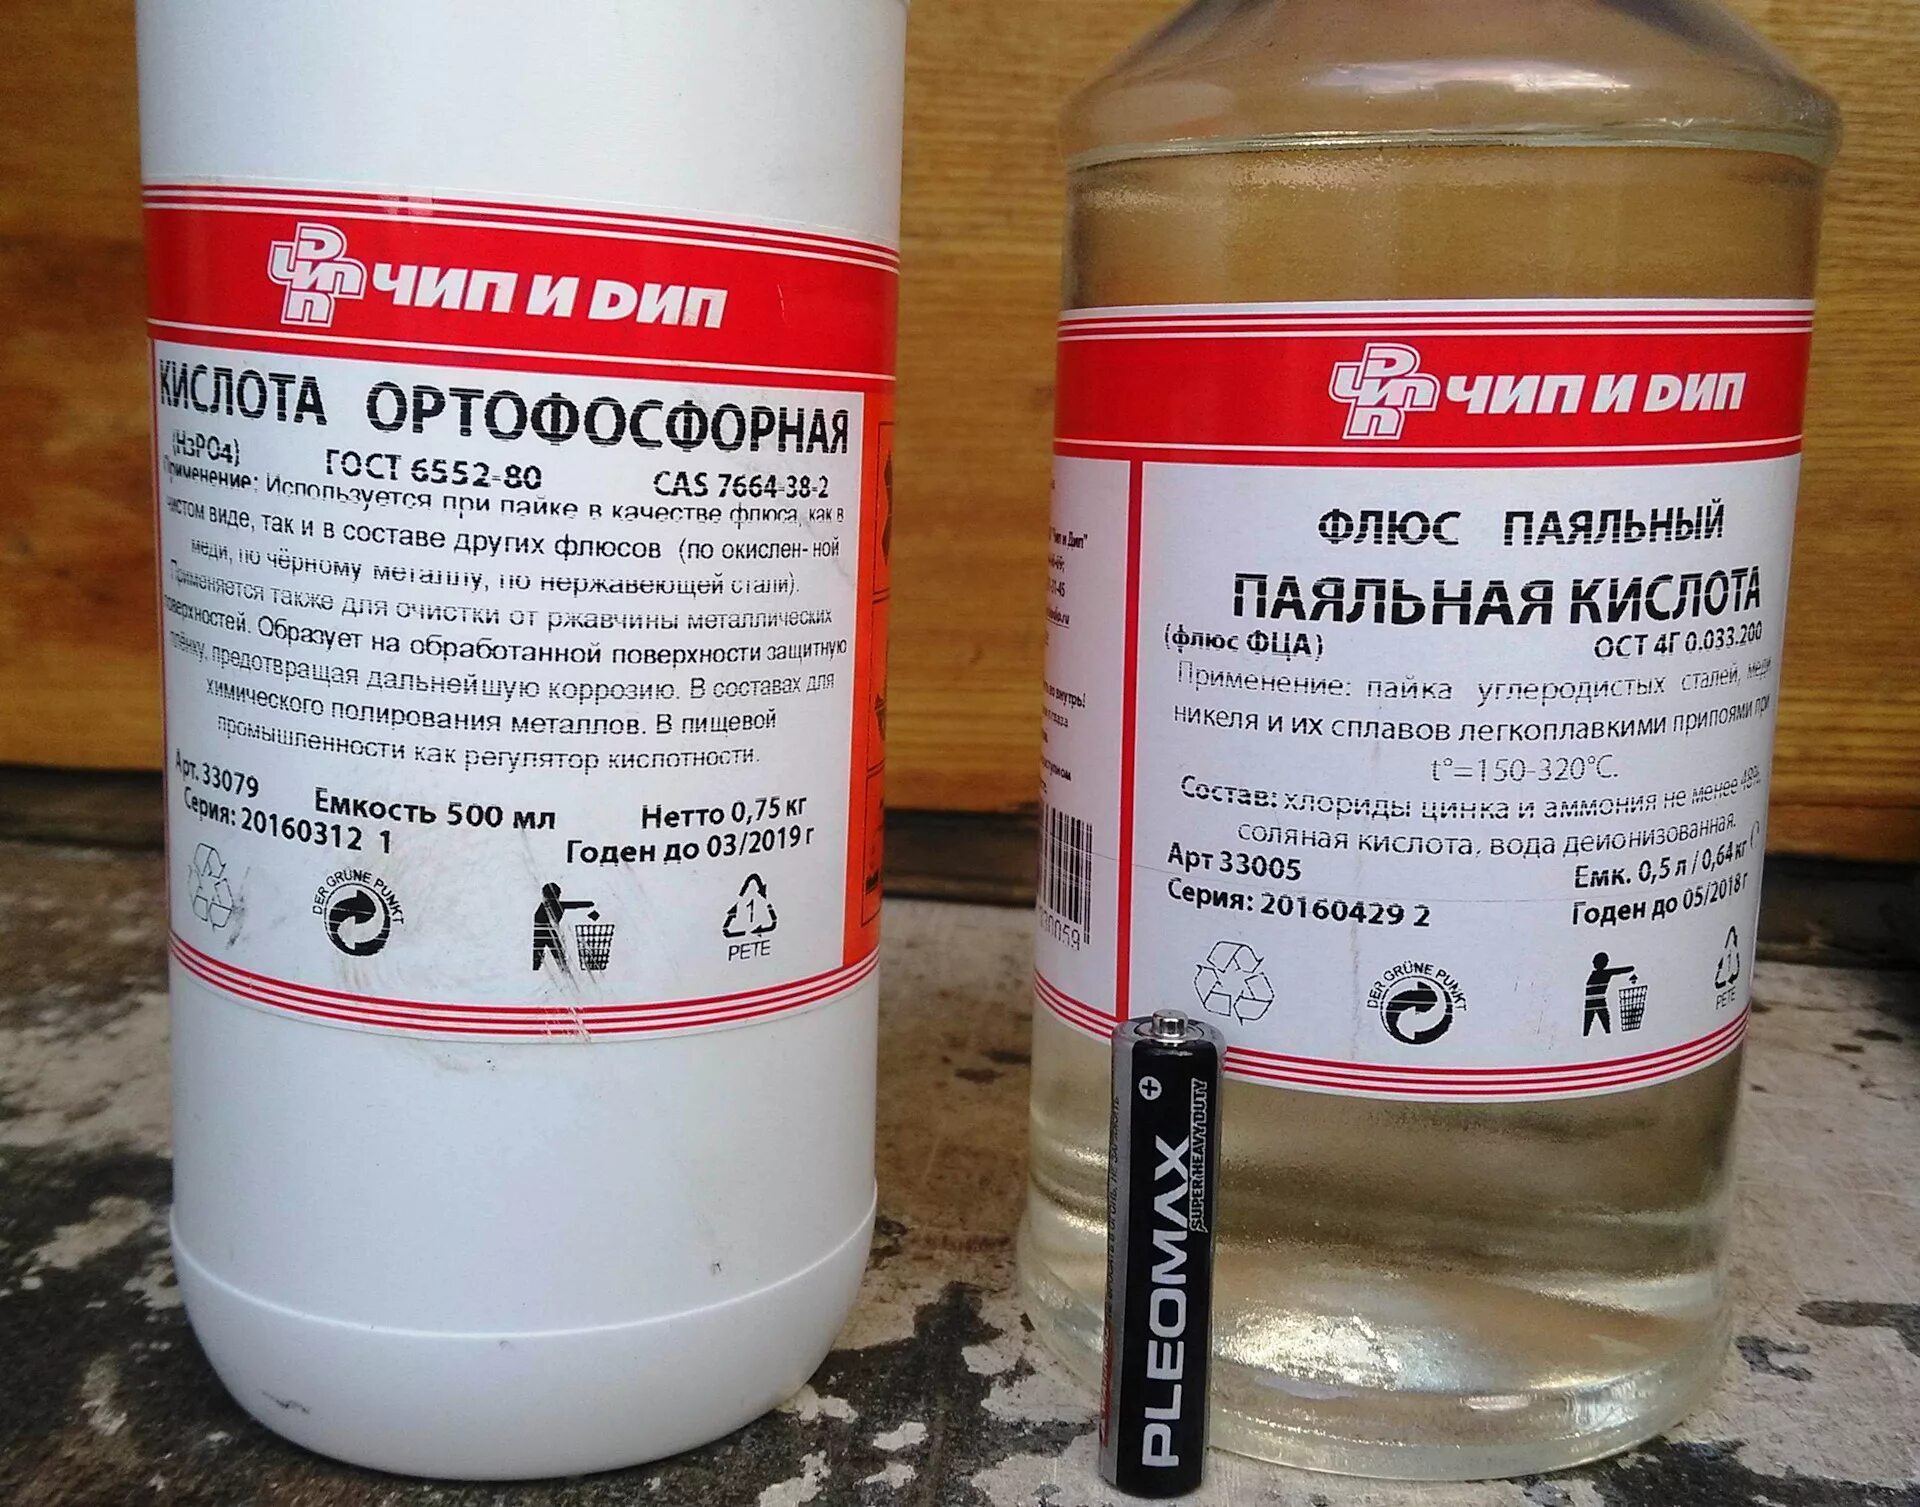 ЧИП И DИП
КИСЛОТА ОРТОФОСФОРНАЯ
(H3PO4) ГОСТ 6552-80 CAS 7664-38-2
Применение: Используется при пайке в качестве флюса, как в
чистом виде, так и в составе других флюсов (по окислен-ной
меди, по чёрному металлу, по нержавеющей стали).
Применяется также для очистки от ржавчины металлических
поверхностей. Образует на обработанной поверхности защитную
плёнку, предотвращая дальнейшую коррозию. В составах для
химического полирования металлов. В пищевой
промышленности как регулятор кислотности.
Арт. 33079 Емкость 500 мл Нетто 0,75 кг
Серия: 20160312 1 Годен до 03/2019 г
DER GRÜNE PUNKT
1
PETE
ЧИП И DИП
ФЛЮС ПАЯЛЬНЫЙ
ПАЯЛЬНАЯ КИСЛОТА
(флюс ФЦА) ОСТ 4Г 0.033.200
Применение: пайка углеродистых сталей, меди
никеля и их сплавов легкоплавкими припоями при
t°=150-320°C.
Состав: хлориды цинка и аммония не менее 48%,
соляная кислота, вода деионизованная.
Арт 33005 Емк. 0,5 л / 0,64 кг
Серия: 20160429 2 Годен до 05/2018 г
DER GRÜNE PUNKT
1
PETE
внутрь!
30059
+
PLEOMAX
SUPER HEAVY DUTY